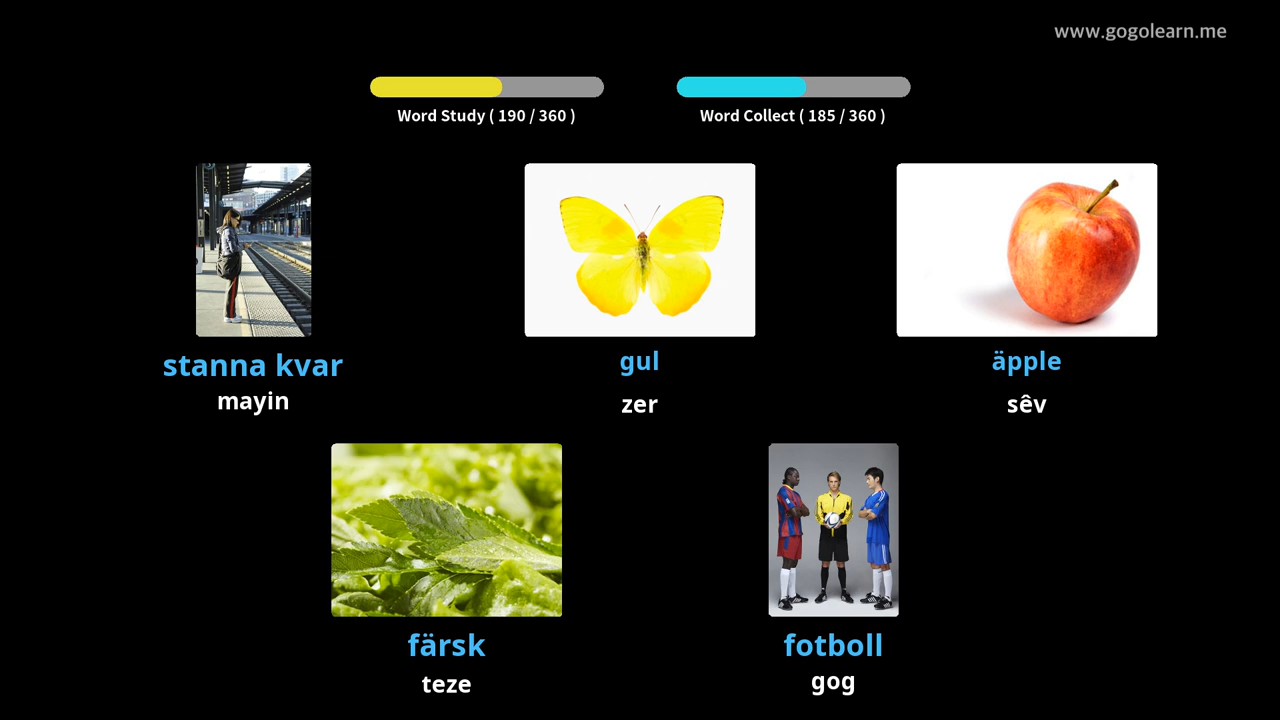 www.gogolearn.me
Word Study ( 190 / 360 )
Word Collect ( 185 / 360 )
stanna kvar
mayin
gul
zer
äpple
sêv
färsk
teze
fotboll
gog